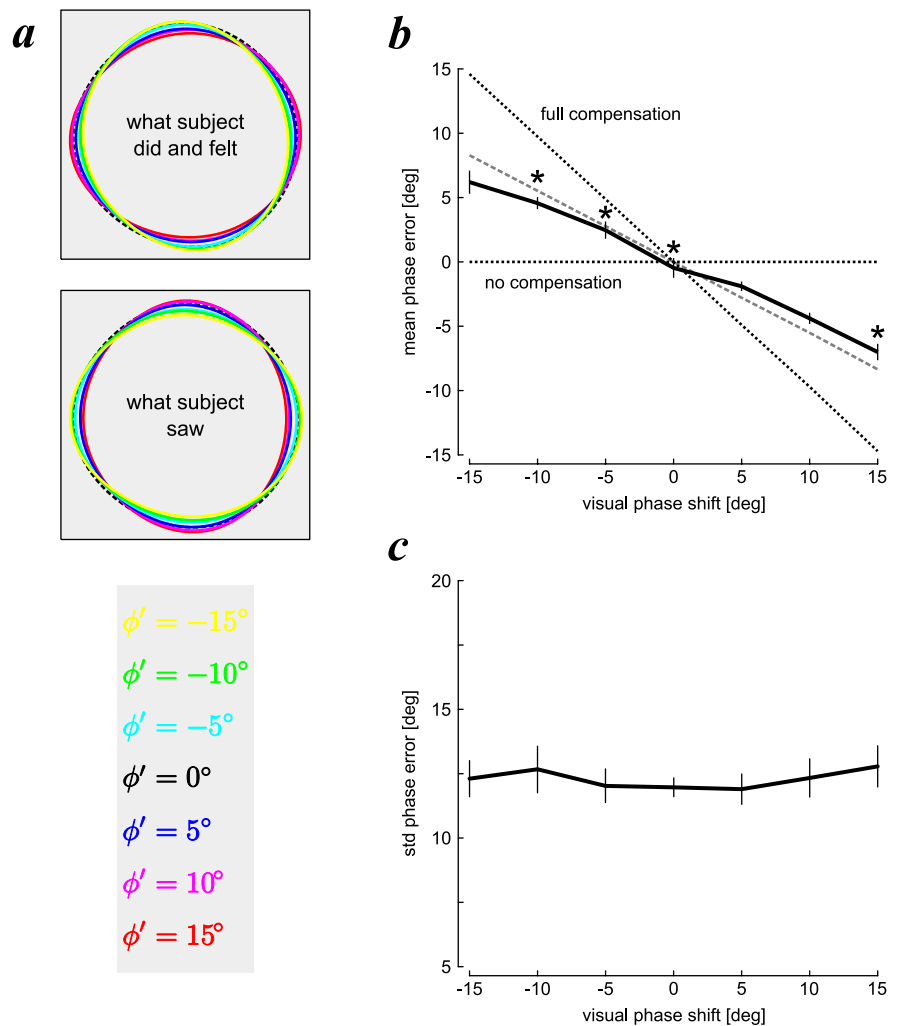 a
what subject
did and felt
what subject
saw
ϕ′ = −15°
ϕ′ = −10°
ϕ′ = −5°
ϕ′ = 0°
ϕ′ = 5°
ϕ′ = 10°
ϕ′ = 15°
b
15
10
5
0
-5
-10
-15
mean phase error [deg]
full compensation
no compensation
*
*
*
*
-15 -10 -5 0 5 10 15
visual phase shift [deg]
c
20
15
10
5
std phase error [deg]
-15 -10 -5 0 5 10 15
visual phase shift [deg]